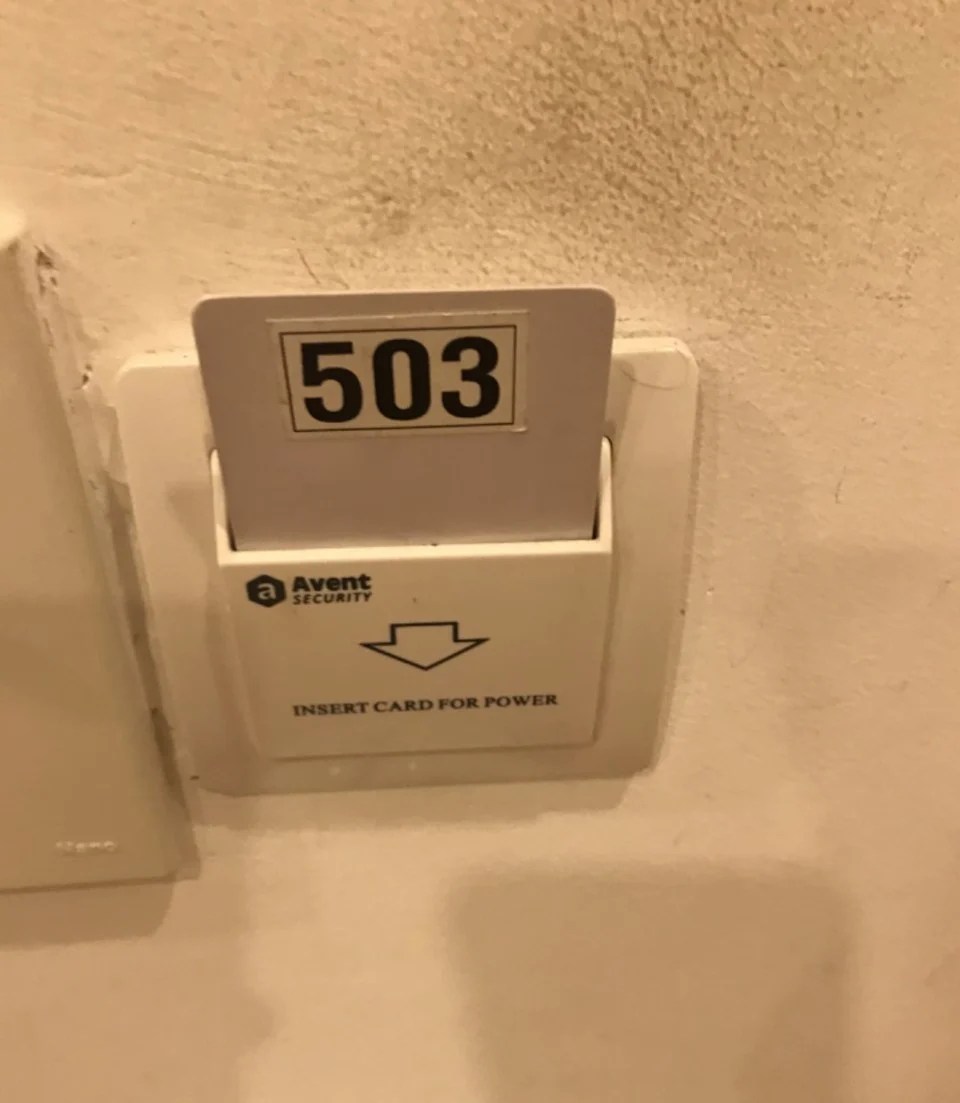 503
a Avent
SECURITY
INSERT CARD FOR POWER